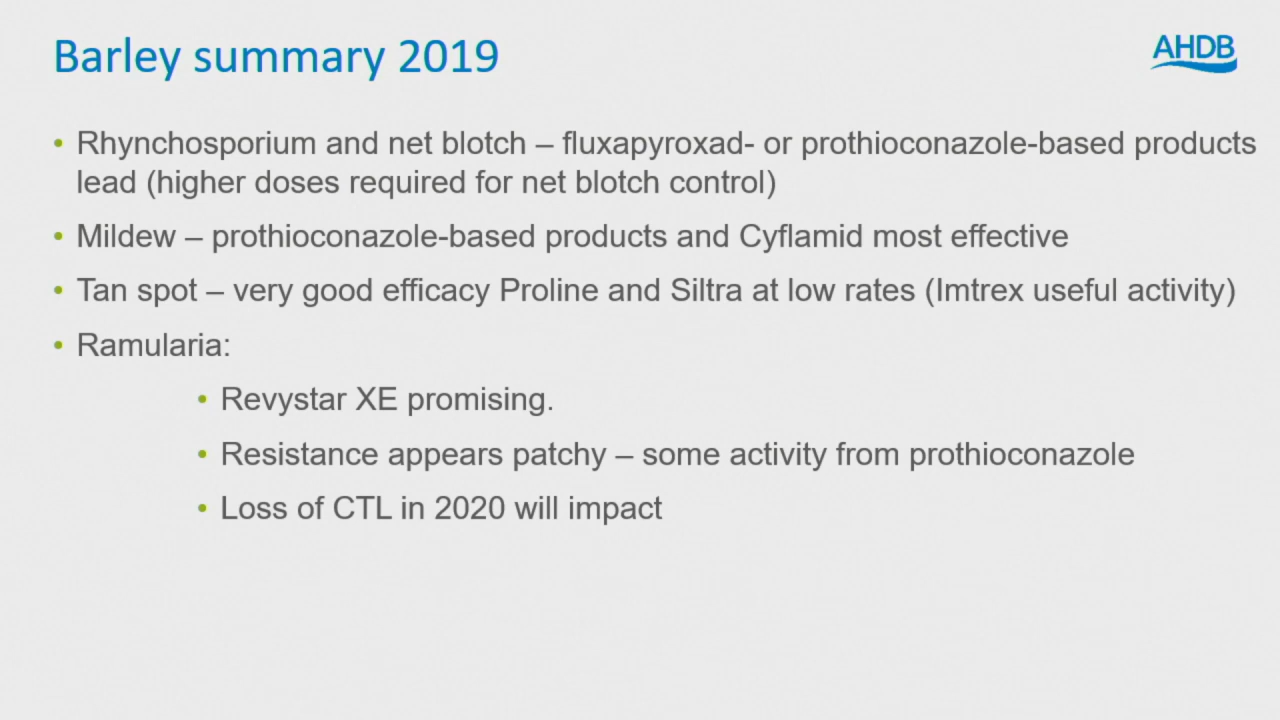 Barley summary 2019
AHDB
• Rhynchosporium and net blotch – fluxapyroxad- or prothioconazole-based products
lead (higher doses required for net blotch control)
• Mildew – prothioconazole-based products and Cyflamid most effective
• Tan spot – very good efficacy Proline and Siltra at low rates (Imtrex useful activity)
• Ramularia:
• Revystar XE promising.
• Resistance appears patchy – some activity from prothioconazole
• Loss of CTL in 2020 will impact